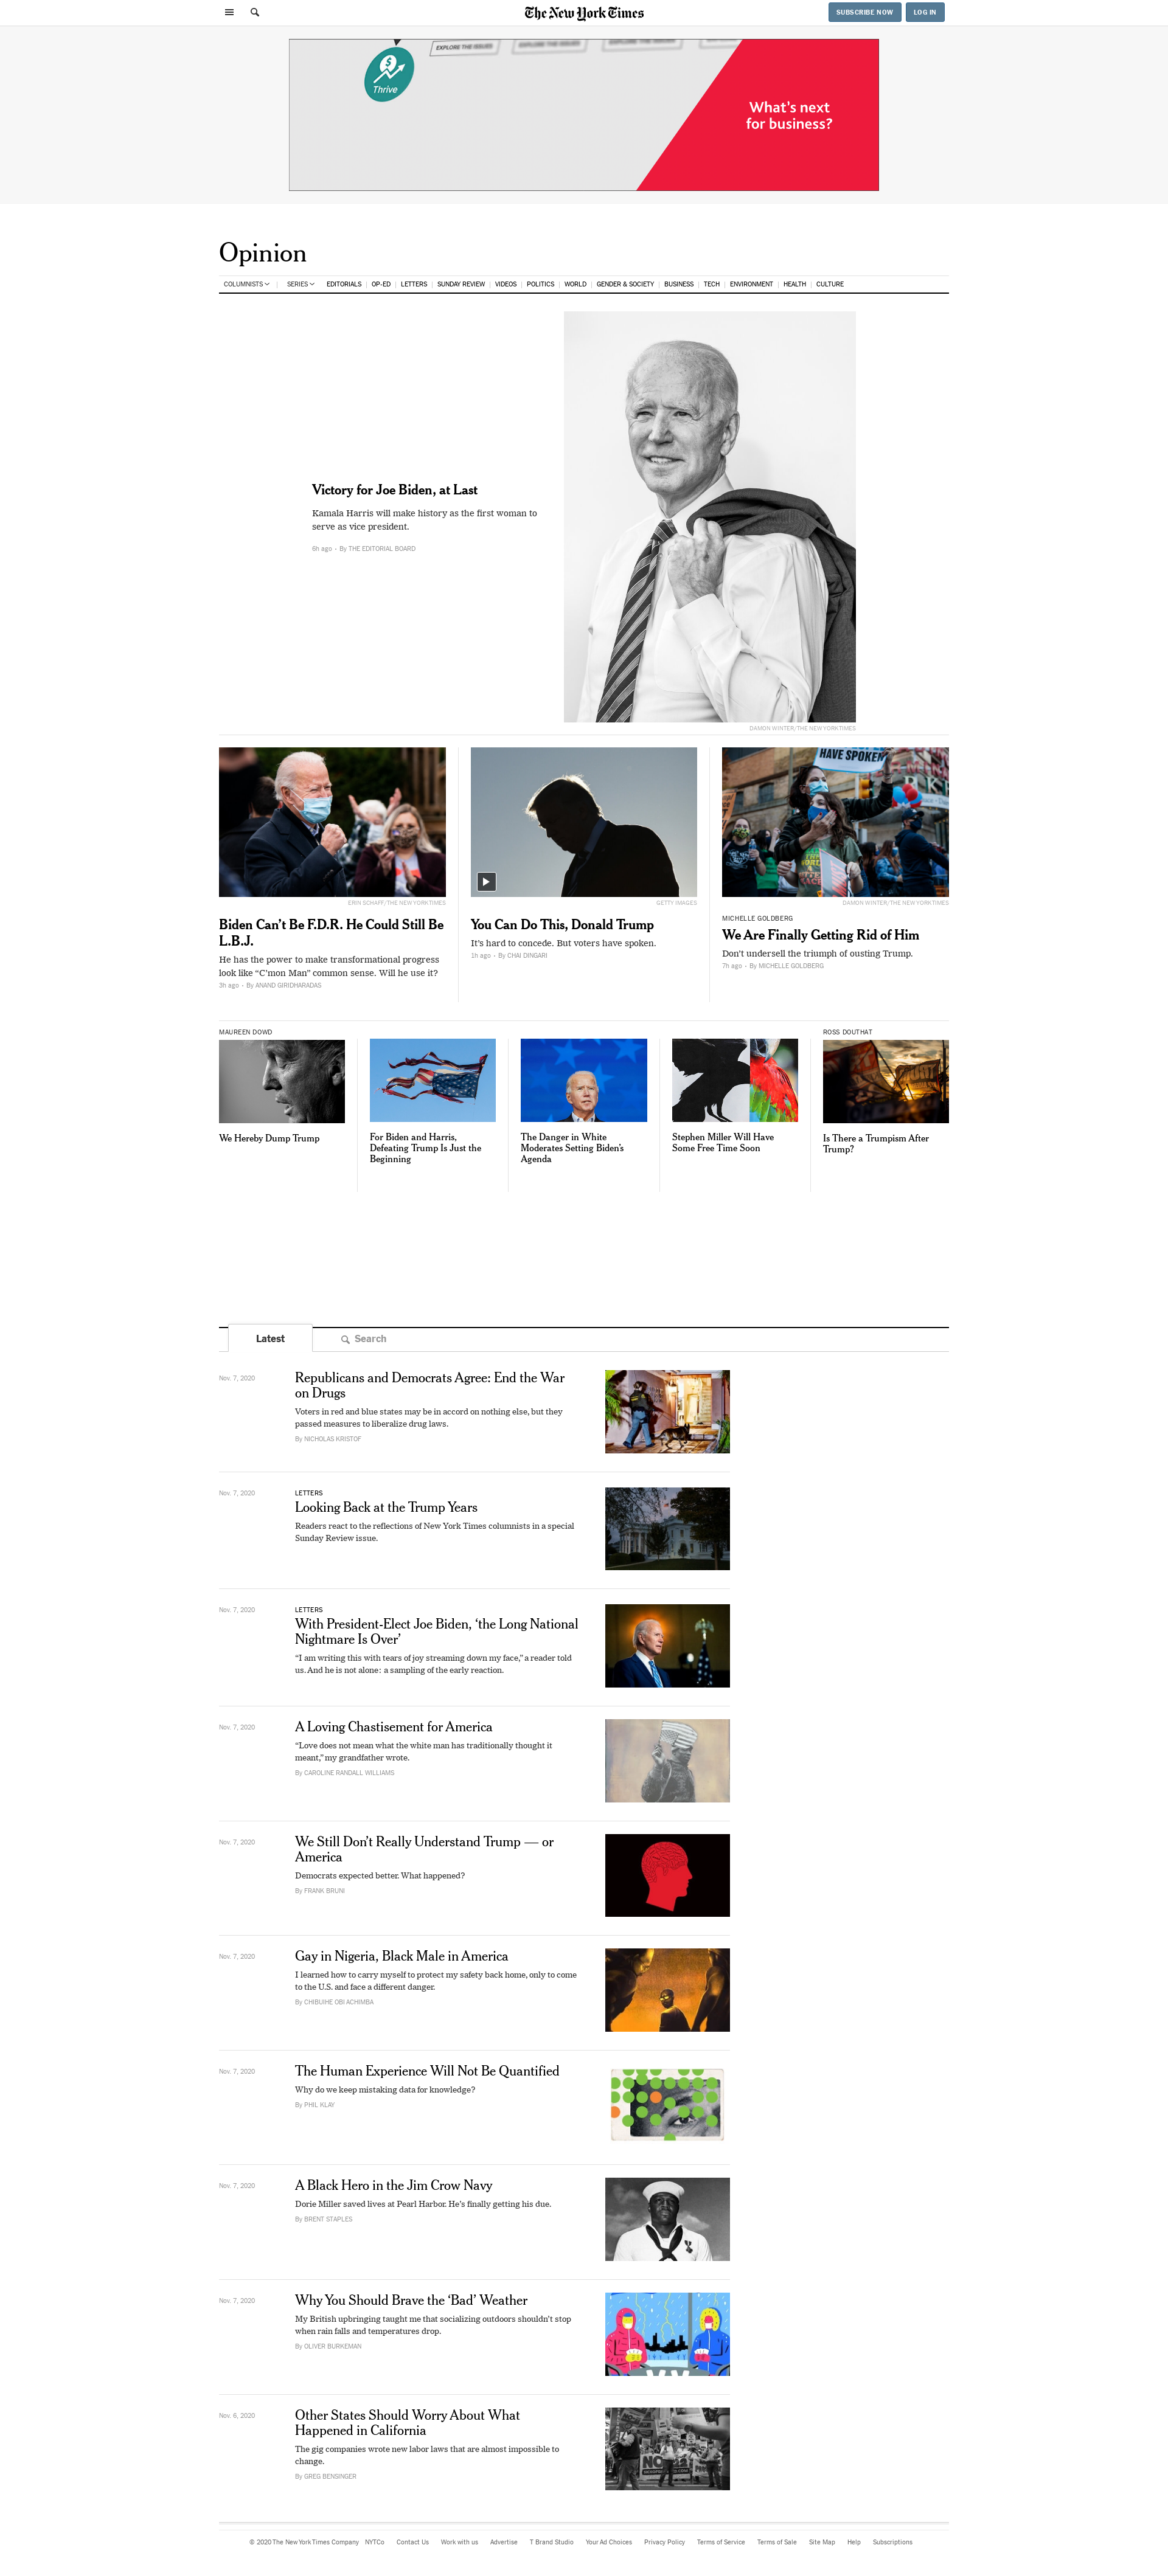 The New York Times
SUBSCRIBE NOW
LOG IN
EXPLORE THE ISSUES
EXPLORE THE ISSUES
EXPLORE THE ISSUES
Thrive
What's next
for business?
Opinion
COLUMNISTS
SERIES
EDITORIALS
OP-ED
LETTERS
SUNDAY REVIEW
VIDEOS
POLITICS
WORLD
GENDER & SOCIETY
BUSINESS
TECH
ENVIRONMENT
HEALTH
CULTURE
Victory for Joe Biden, at Last
Kamala Harris will make history as the first woman to
serve as vice president.
6h ago • By THE EDITORIAL BOARD
DAMON WINTER/THE NEW YORK TIMES
ERIN SCHAFF/THE NEW YORK TIMES
Biden Can’t Be F.D.R. He Could Still Be
L.B.J.
He has the power to make transformational progress
look like “C’mon Man” common sense. Will he use it?
3h ago • By ANAND GIRIDHARADAS
GETTY IMAGES
You Can Do This, Donald Trump
It’s hard to concede. But voters have spoken.
1h ago • By CHAI DINGARI
HAVE SPOKEN
DAMON WINTER/THE NEW YORK TIMES
MICHELLE GOLDBERG
We Are Finally Getting Rid of Him
Don’t undersell the triumph of ousting Trump.
7h ago • By MICHELLE GOLDBERG
MAUREEN DOWD
We Hereby Dump Trump
For Biden and Harris,
Defeating Trump Is Just the
Beginning
The Danger in White
Moderates Setting Biden’s
Agenda
Stephen Miller Will Have
Some Free Time Soon
ROSS DOUTHAT
Is There a Trumpism After
Trump?
Latest
Search
Nov. 7, 2020
Republicans and Democrats Agree: End the War
on Drugs
Voters in red and blue states may be in accord on nothing else, but they
passed measures to liberalize drug laws.
By NICHOLAS KRISTOF
Nov. 7, 2020
LETTERS
Looking Back at the Trump Years
Readers react to the reflections of New York Times columnists in a special
Sunday Review issue.
Nov. 7, 2020
LETTERS
With President-Elect Joe Biden, ‘the Long National
Nightmare Is Over’
“I am writing this with tears of joy streaming down my face,” a reader told
us. And he is not alone: a sampling of the early reaction.
Nov. 7, 2020
A Loving Chastisement for America
“Love does not mean what the white man has traditionally thought it
meant,” my grandfather wrote.
By CAROLINE RANDALL WILLIAMS
Nov. 7, 2020
We Still Don’t Really Understand Trump — or
America
Democrats expected better. What happened?
By FRANK BRUNI
Nov. 7, 2020
Gay in Nigeria, Black Male in America
I learned how to carry myself to protect my safety back home, only to come
to the U.S. and face a different danger.
By CHIBUIHE OBI ACHIMBA
Nov. 7, 2020
The Human Experience Will Not Be Quantified
Why do we keep mistaking data for knowledge?
By PHIL KLAY
Nov. 7, 2020
A Black Hero in the Jim Crow Navy
Dorie Miller saved lives at Pearl Harbor. He’s finally getting his due.
By BRENT STAPLES
Nov. 7, 2020
Why You Should Brave the ‘Bad’ Weather
My British upbringing taught me that socializing outdoors shouldn’t stop
when rain falls and temperatures drop.
By OLIVER BURKEMAN
Nov. 6, 2020
Other States Should Worry About What
Happened in California
The gig companies wrote new labor laws that are almost impossible to
change.
By GREG BENSINGER
NO
© 2020 The New York Times Company
NYTCo
Contact Us
Work with us
Advertise
T Brand Studio
Your Ad Choices
Privacy Policy
Terms of Service
Terms of Sale
Site Map
Help
Subscriptions